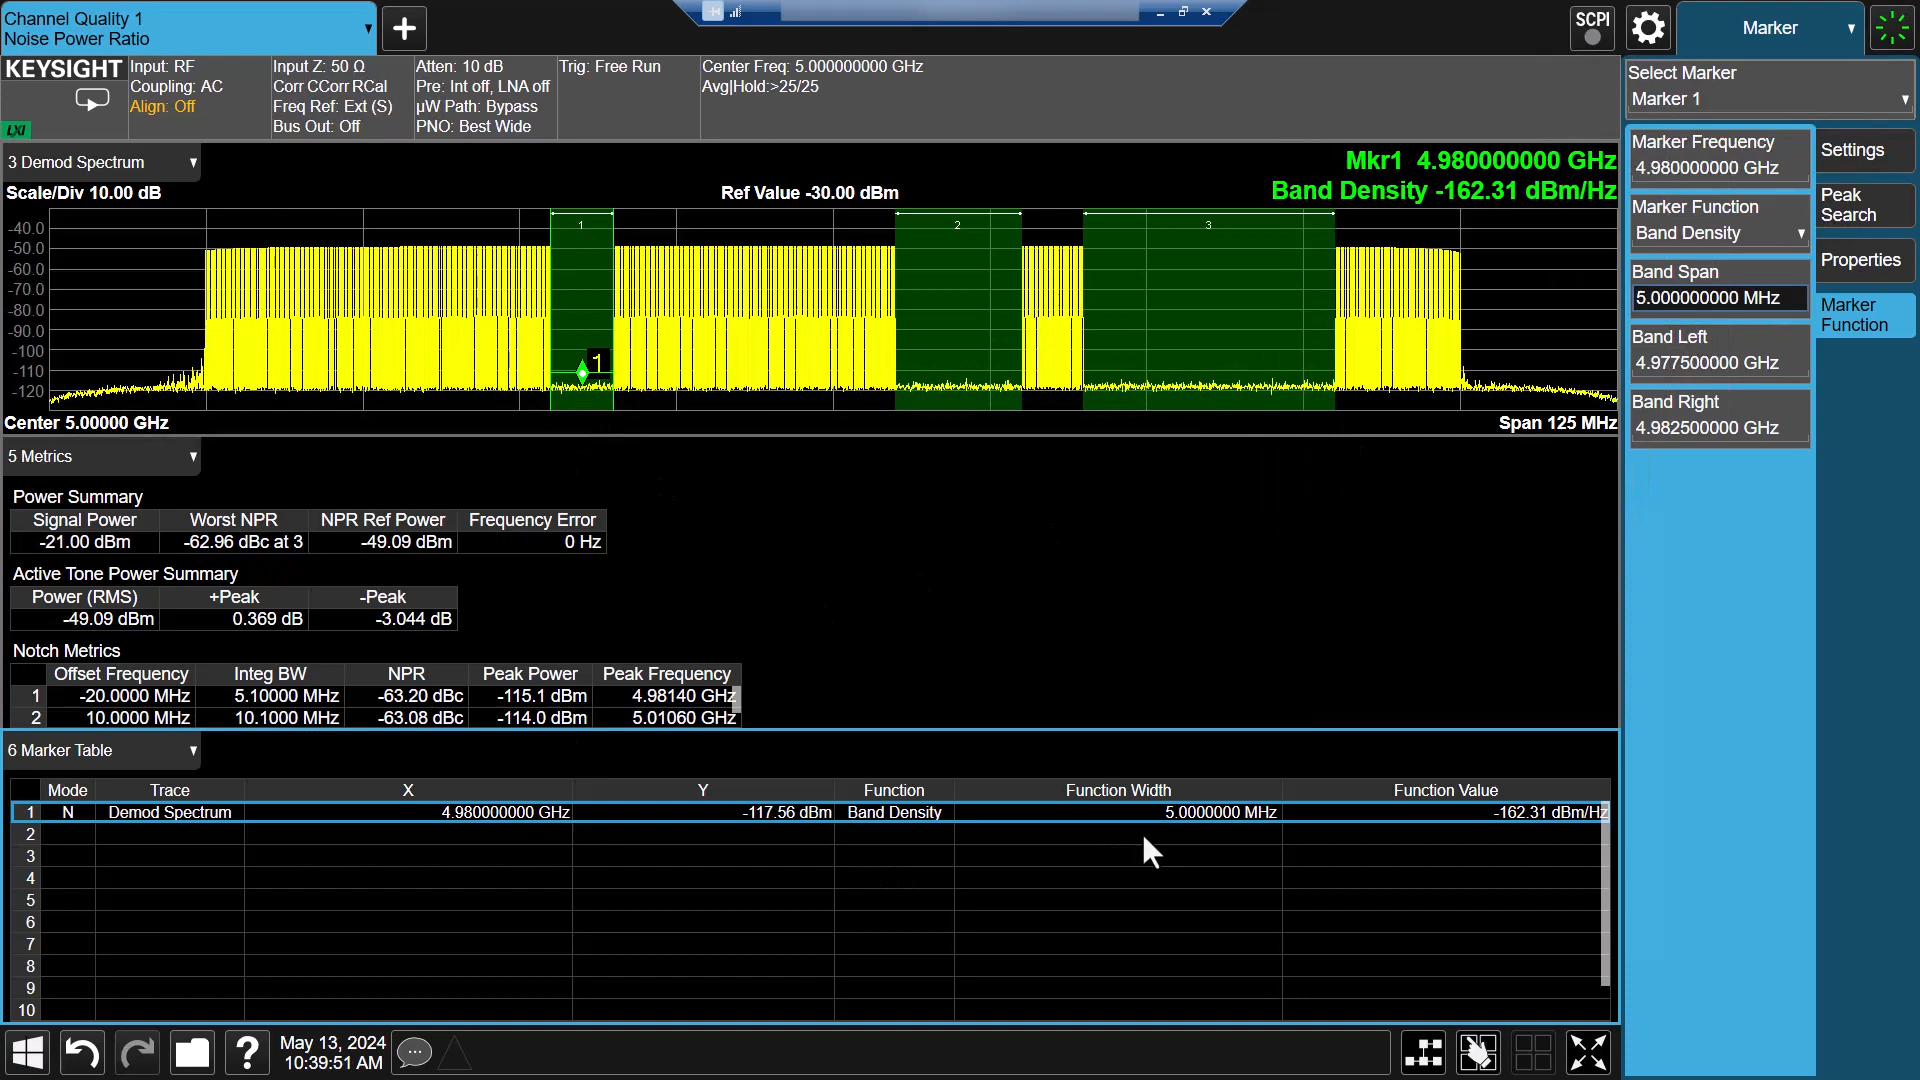 Channel Quality 1
Noise Power Ratio
SCPI
Marker
KEYSIGHT
LXI
Input: RF
Coupling: AC
Align: Off
Input Z: 50 Ω
Corr CCorr RCal
Freq Ref: Ext (S)
Bus Out: Off
Atten: 10 dB
Pre: Int off, LNA off
µW Path: Bypass
PNO: Best Wide
Trig: Free Run
Center Freq: 5.000000000 GHz
Avg|Hold:>25/25
3 Demod Spectrum
Mkr1 4.980000000 GHz
Scale/Div 10.00 dB
Ref Value -30.00 dBm
Band Density -162.31 dBm/Hz
1
2
3
-40.0
-50.0
-60.0
-70.0
-80.0
-90.0
-100
-110
-120
1
Center 5.00000 GHz
Span 125 MHz
5 Metrics
Power Summary
Signal Power Worst NPR NPR Ref Power Frequency Error
-21.00 dBm -62.96 dBc at 3 -49.09 dBm 0 Hz
Active Tone Power Summary
Power (RMS) +Peak -Peak
-49.09 dBm 0.369 dB -3.044 dB
Notch Metrics
Offset Frequency Integ BW NPR Peak Power Peak Frequency
1 -20.0000 MHz 5.10000 MHz -63.20 dBc -115.1 dBm 4.98140 GHz
2 10.0000 MHz 10.1000 MHz -63.08 dBc -114.0 dBm 5.01060 GHz
6 Marker Table
Mode Trace X Y Function Function Width Function Value
1 N Demod Spectrum 4.980000000 GHz -117.56 dBm Band Density 5.0000000 MHz -162.31 dBm/Hz
2
3
4
5
6
7
8
9
10
Select Marker
Marker 1
Marker Frequency
4.980000000 GHz
Marker Function
Band Density
Band Span
5.000000000 MHz
Band Left
4.977500000 GHz
Band Right
4.982500000 GHz
Settings
Peak
Search
Properties
Marker
Function
?
May 13, 2024
10:39:51 AM